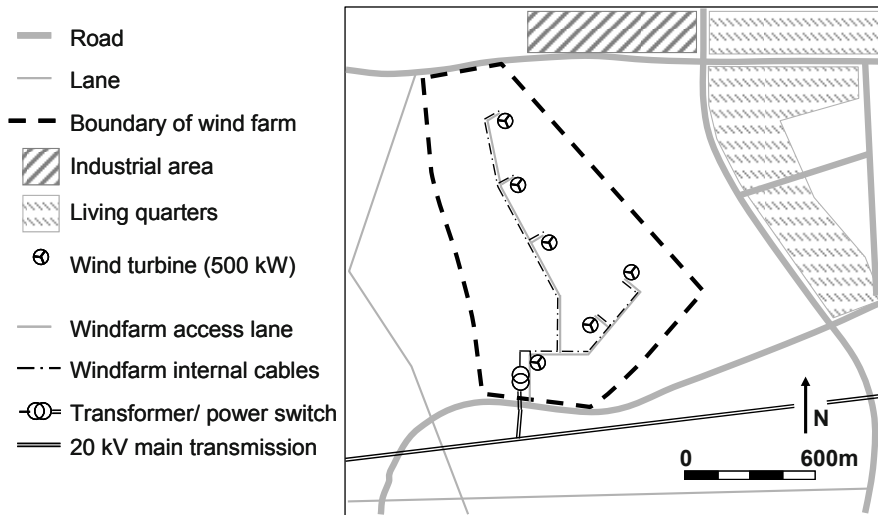 Road
Lane
Boundary of wind farm
Industrial area
Living quarters
Wind turbine (500 kW)
Windfarm access lane
Windfarm internal cables
Transformer/ power switch
20 kV main transmission
N
0 600m